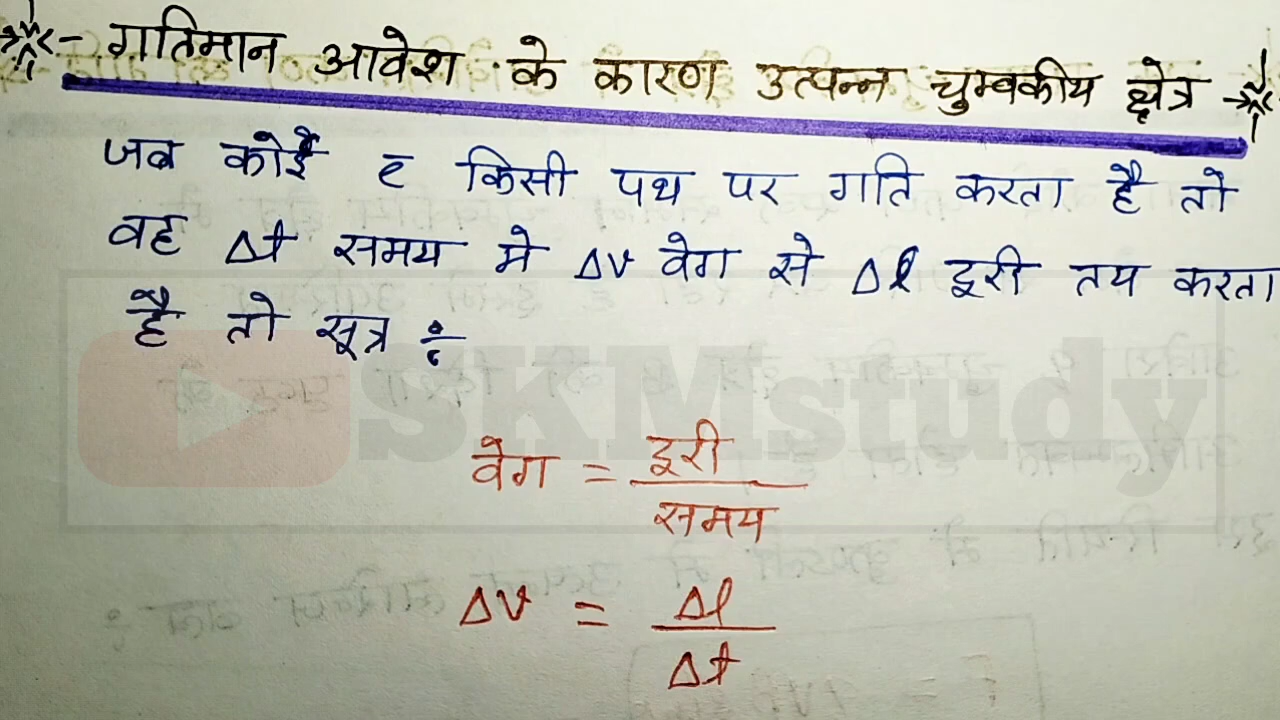 गतिमान आवेश के कारण उत्पन्न चुम्बकीय क्षेत्र
जब कोई e किसी पथ पर गति करता है तो
वह Δt समय मे Δv वेग से Δl दूरी तय करता
है तो सूत्र ÷
SKMstudy
वेग = दूरी
समय
Δv = Δl
Δt